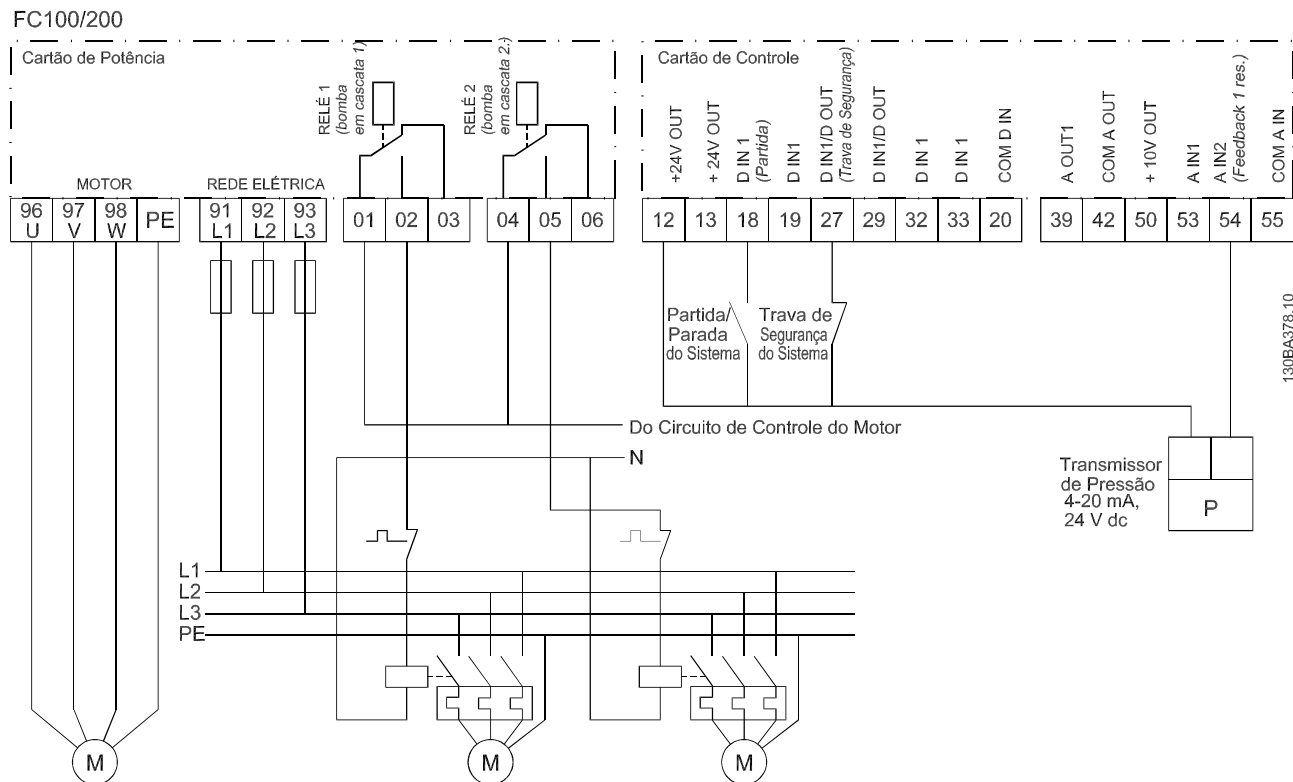 FC100/200
Cartão de Potência
RELÉ 1
(bomba
em cascata 1)
RELÉ 2
(bomba
em cascata 2.)
MOTOR
REDE ELÉTRICA
96
U
97
V
98
W
PE
91
L1
92
L2
93
L3
01
02
03
04
05
06
Cartão de Controle
+24V OUT
+ 24V OUT
D IN 1
(Partida)
D IN1
D IN1/D OUT
(Trava de Segurança)
D IN1/D OUT
D IN 1
D IN 1
COM D IN
A OUT1
COM A OUT
+ 10V OUT
A IN1
A IN2
(Feedback 1 res.)
COM A IN
12
13
18
19
27
29
32
33
20
39
42
50
53
54
55
Partida/
Parada
do Sistema
Trava de
Segurança
do Sistema
130BA378.10
Do Circuito de Controle do Motor
N
Transmissor
de Pressão
4-20 mA,
24 V dc
P
L1
L2
L3
PE
M
M
M